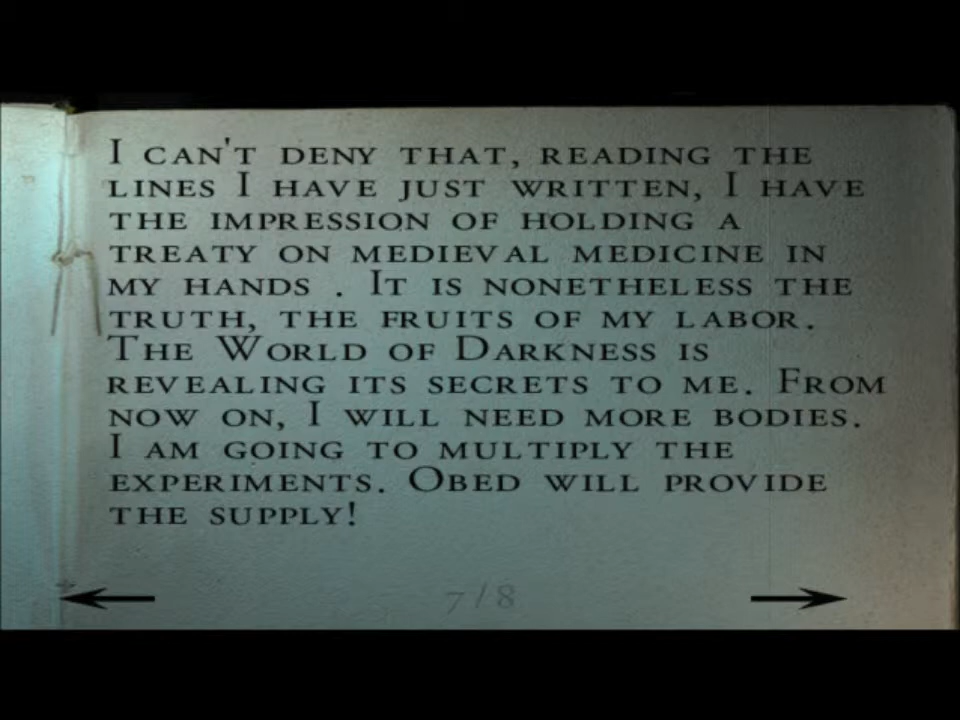 I can't deny that, reading the
lines I have just written, I have
the impression of holding a
treaty on medieval medicine in
my hands . It is nonetheless the
truth, the fruits of my labor.
The World of Darkness is
revealing its secrets to me. From
now on, I will need more bodies.
I am going to multiply the
experiments. Obed will provide
the supply!
7/8